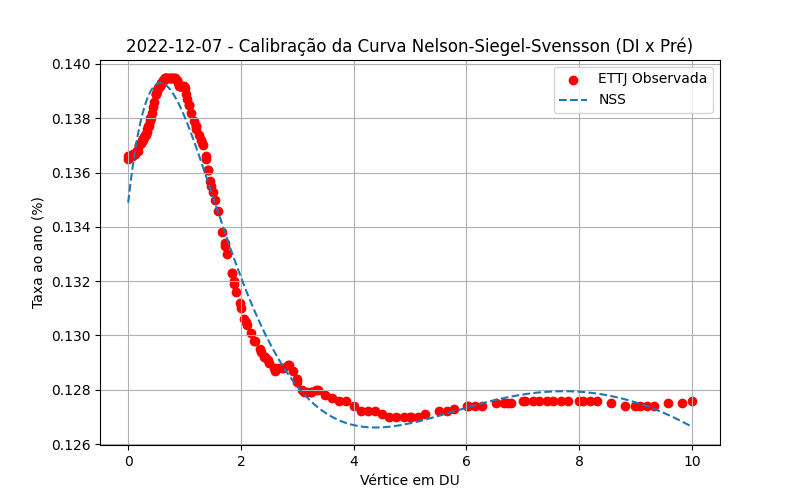 2022-12-07 - Calibração da Curva Nelson-Siegel-Svensson (DI x Pré)
ETTJ Observada
NSS
Taxa ao ano (%)
0.140
0.138
0.136
0.134
0.132
0.130
0.128
0.126
0 2 4 6 8 10
Vértice em DU